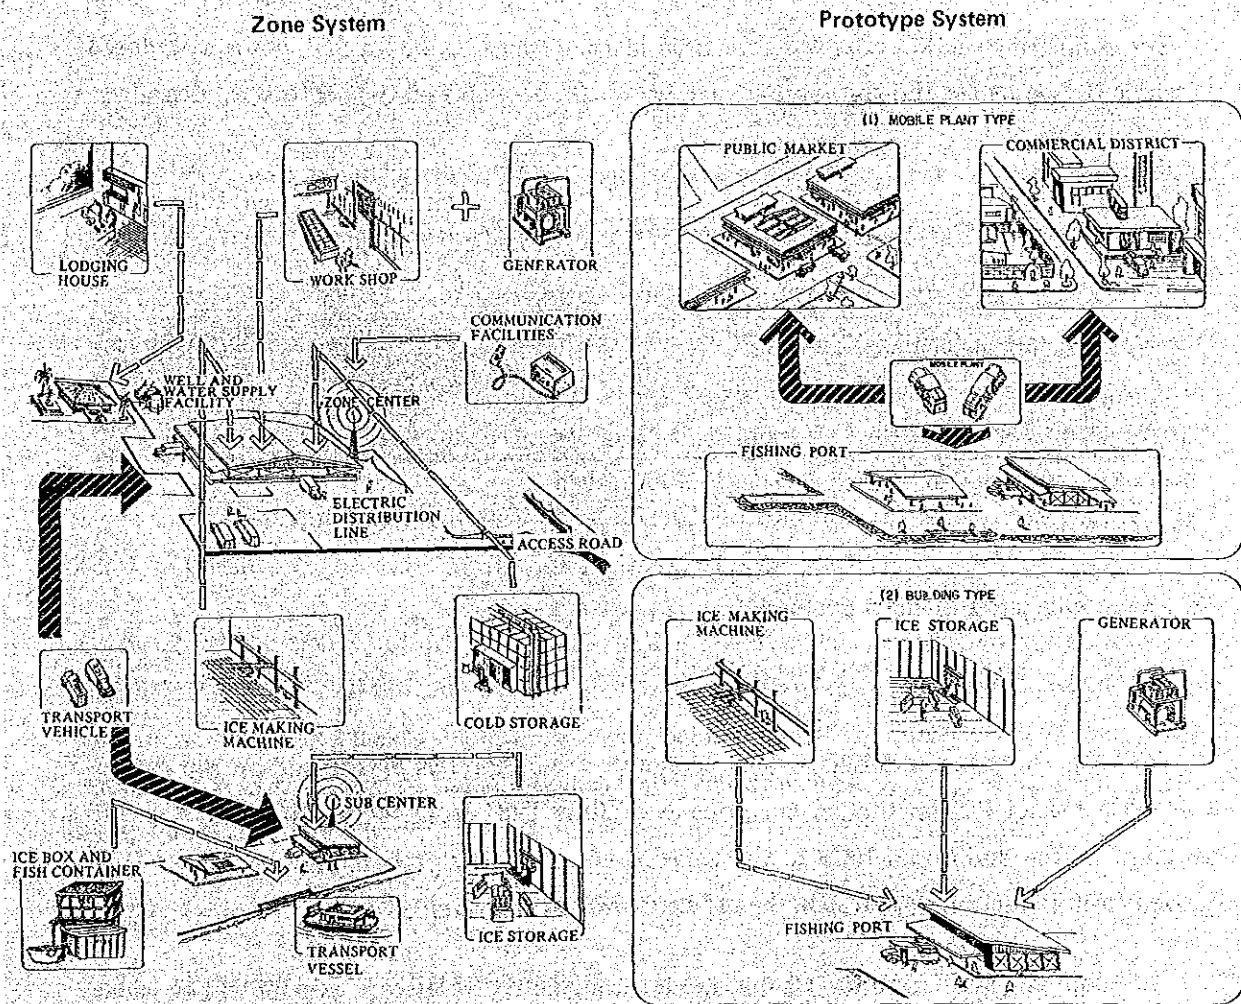 Zone System
LODGING
HOUSE
WORK SHOP
GENERATOR
COMMUNICATION
FACILITIES
WELL AND
WATER SUPPLY
FACILITY
ZONE CENTER
ELECTRIC
DISTRIBUTION
LINE
ACCESS ROAD
TRANSPORT
VEHICLE
ICE MAKING
MACHINE
COLD STORAGE
SUB CENTER
ICE BOX AND
FISH CONTAINER
TRANSPORT
VESSEL
ICE STORAGE
Prototype System
(1) MOBILE PLANT TYPE
PUBLIC MARKET
COMMERCIAL DISTRICT
MOBILE PLANT
FISHING PORT
(2) BUILDING TYPE
ICE MAKING
MACHINE
ICE STORAGE
GENERATOR
FISHING PORT